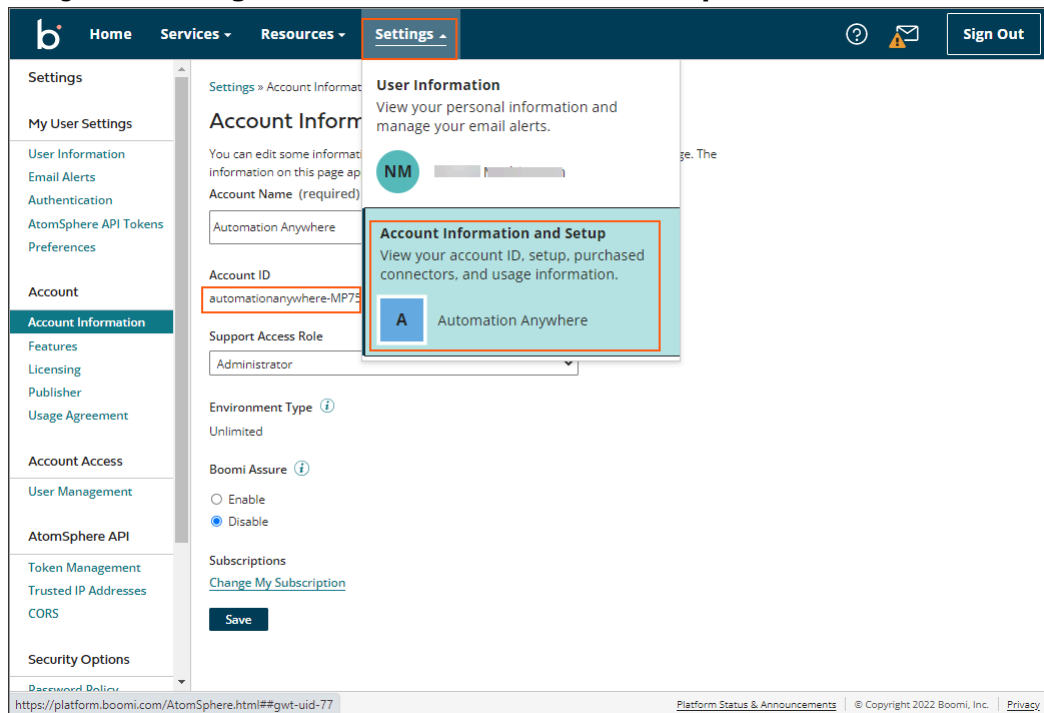 b Home Services Resources Settings Sign Out
Settings
My User Settings
User Information
Email Alerts
Authentication
AtomSphere API Tokens
Preferences
Account
Account Information
Features
Licensing
Publisher
Usage Agreement
Account Access
User Management
AtomSphere API
Token Management
Trusted IP Addresses
CORS
Security Options
Password Policy
Settings » Account Informat
Account Inform
You can edit some informati
ge. The
information on this page ap
Account Name (required)
Automation Anywhere
Account ID
automationanywhere-MP75
Support Access Role
Administrator
Environment Type
Unlimited
Boomi Assure
Enable
Disable
Subscriptions
Change My Subscription
Save
User Information
View your personal information and
manage your email alerts.
NM
Account Information and Setup
View your account ID, setup, purchased
connectors, and usage information.
A Automation Anywhere
https://platform.boomi.com/AtomSphere.html##gwt-uid-77
Platform Status & Announcements © Copyright 2022 Boomi, Inc. Privacy